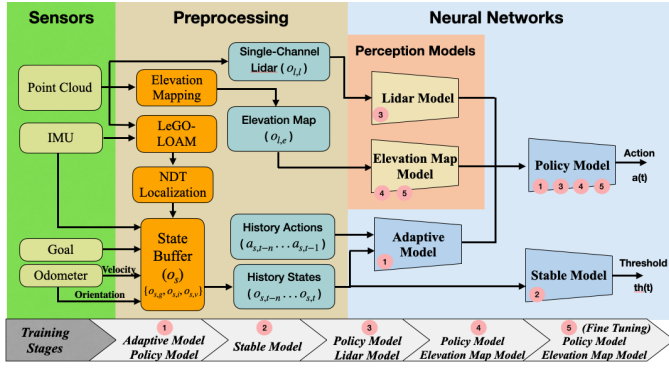 Sensors
Preprocessing
Neural Networks
Point Cloud
IMU
Goal
Odometer
Velocity
Orientation
Elevation
Mapping
LeGO-
LOAM
NDT
Localization
State
Buffer
(o_s)
{o_{s,g}, o_{s,r}, o_{s,v}}
Single-Channel
Lidar (o_{l,t})
Elevation Map
(o_{l,e})
History Actions
(a_{s,t−n} … a_{s,t−1})
History States
(o_{s,t−n} … o_{s,t})
Perception Models
Lidar Model
3
Elevation Map
Model
4 5
Adaptive
Model
1
Policy Model
1 3 4 5
Action
a(t)
Stable Model
2
Threshold
th(t)
Training
Stages
1
Adaptive Model
Policy Model
2
Stable Model
3
Policy Model
Lidar Model
4
Policy Model
Elevation Map Model
5 (Fine Tuning)
Policy Model
Elevation Map Model